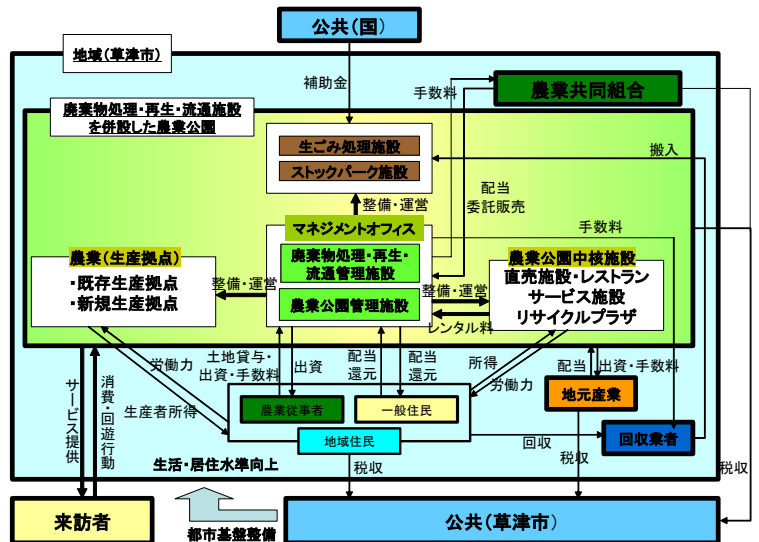 公共(国)
地域(草津市)
補助金
手数料
農業共同組合
廃棄物処理・再生・流通施設
を併設した農業公園
生ごみ処理施設
ストックパーク施設
搬入
配当
委託販売
整備・運営
マネジメントオフィス
手数料
農業(生産拠点)
・既存生産拠点
・新規生産拠点
整備・運営
廃棄物処理・再生・
流通管理施設
農業公園管理施設
整備・運営
レンタル料
農業公園中核施設
直売施設・レストラン
サービス施設
リサイクルプラザ
労働力
生産者所得
土地貸与・
出資・手数料
出資
配当
還元
配当
還元
所得
労働力
配当
出資・手数料
地元産業
サービス提供
消費・回遊行動
農業従事者
一般住民
地域住民
回収
回収業者
生活・居住水準向上
税収
税収
税収
来訪者
都市基盤整備
公共(草津市)